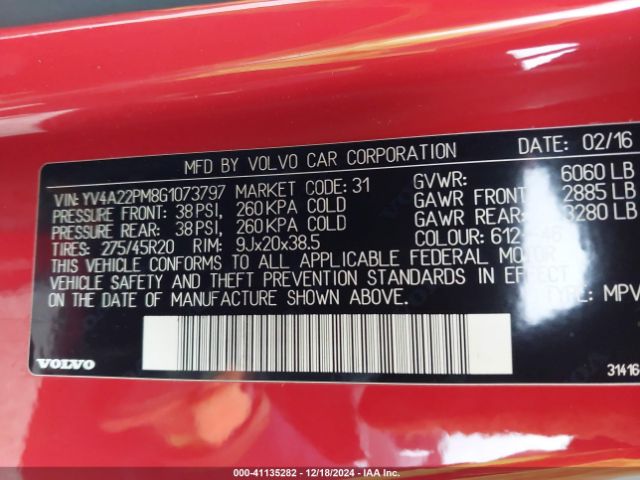 MFD BY VOLVO CAR CORPORATION DATE: 02/16
VIN: YV4A22PM8G1073797 MARKET CODE: 31 GVWR: 6060 LB
PRESSURE FRONT: 38 PSI, 260 KPA COLD GAWR FRONT: 2885 LB
PRESSURE REAR: 38 PSI, 260 KPA COLD GAWR REAR: 3280 LB
TIRES: 275/45R20 RIM: 9Jx20x38.5 COLOUR: 612
THIS VEHICLE CONFORMS TO ALL APPLICABLE FEDERAL MOTOR
VEHICLE SAFETY AND THEFT PREVENTION STANDARDS IN EFFECT
ON THE DATE OF MANUFACTURE SHOWN ABOVE. TYPE: MPV
VOLVO
31416
000-41135282 - 12/18/2024 - IAA Inc.